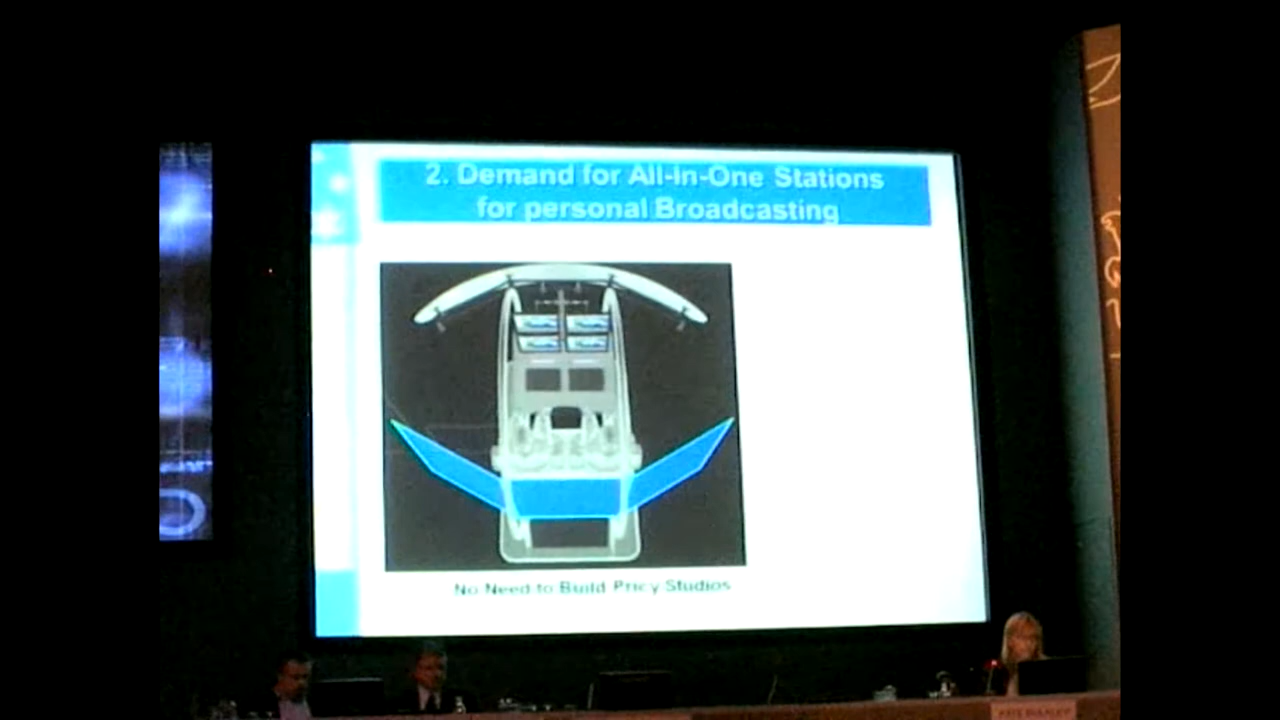 2. Demand for All-In-One Stations
for personal Broadcasting
No Need to Build Pricy Studios